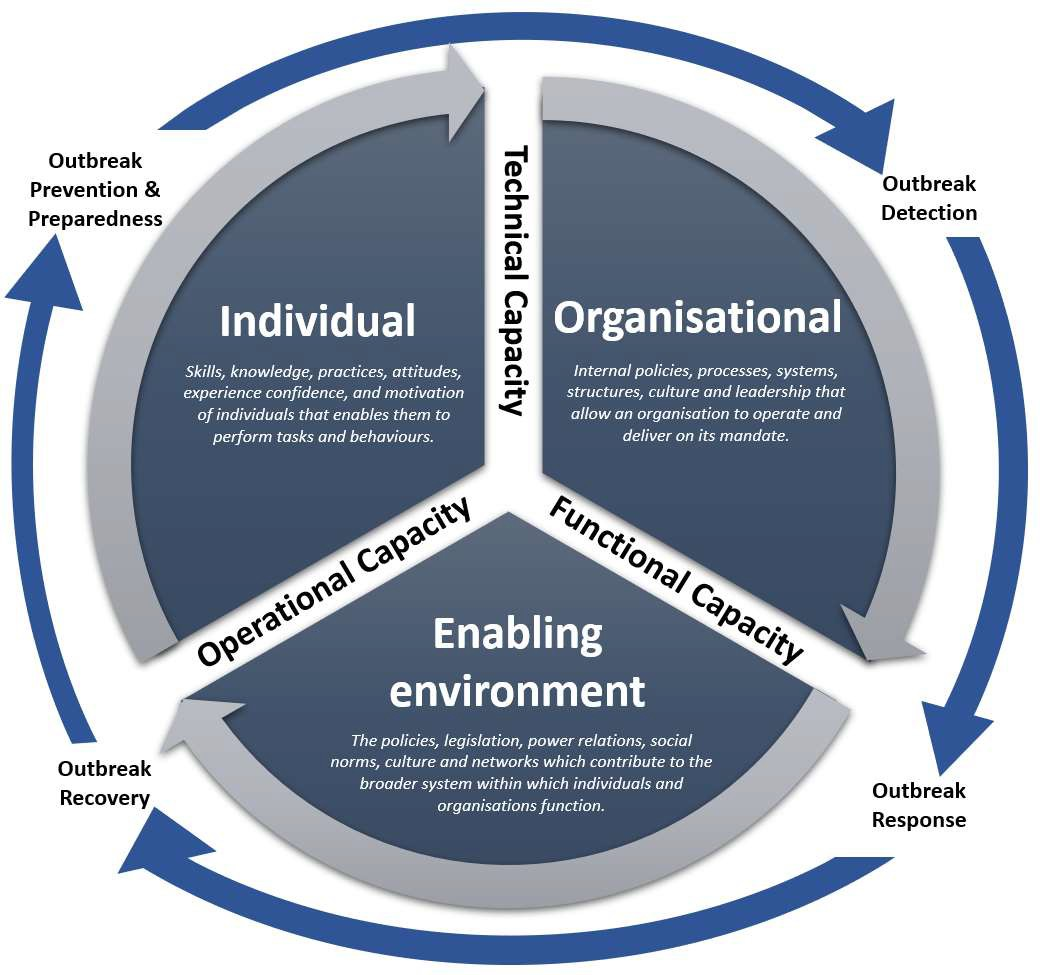 Outbreak
Prevention &
Preparedness
Outbreak
Detection
Technical Capacity
Individual
Skills, knowledge, practices, attitudes,
experience confidence, and motivation
of individuals that enables them to
perform tasks and behaviours.
Organisational
Internal policies, processes, systems,
structures, culture and leadership that
allow an organisation to operate and
deliver on its mandate.
Operational Capacity
Functional Capacity
Enabling
environment
The policies, legislation, power relations, social
norms, culture and networks which contribute to the
broader system within which individuals and
organisations function.
Outbreak
Recovery
Outbreak
Response